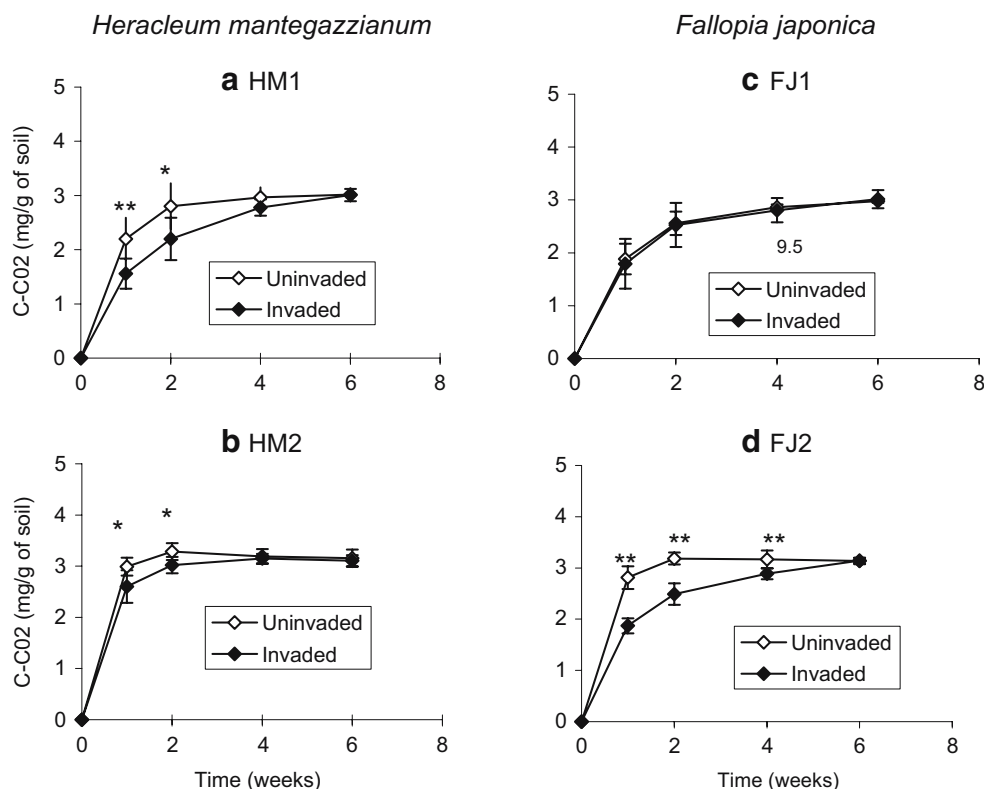 Heracleum mantegazzianum
Fallopia japonica
a HM1
5
4
3
2
1
0
C-C02 (mg/g of soil)
**
*
Uninvaded
Invaded
0 2 4 6 8
c FJ1
5
4
3
2
1
0
9.5
Uninvaded
Invaded
0 2 4 6 8
b HM2
5
4
3
2
1
0
C-C02 (mg/g of soil)
* *
Uninvaded
Invaded
0 2 4 6 8
Time (weeks)
d FJ2
5
4
3
2
1
0
** ** **
Uninvaded
Invaded
0 2 4 6 8
Time (weeks)